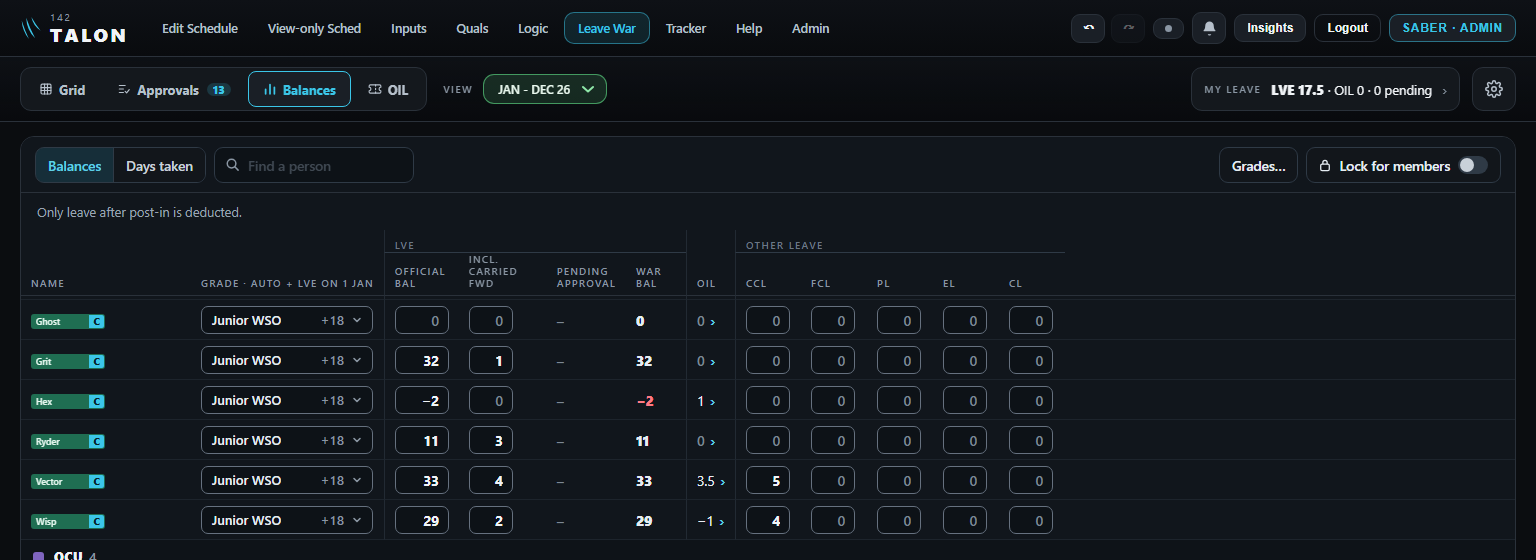 142
TALON
Edit Schedule View-only Sched Inputs Quals Logic Leave War Tracker Help Admin
Insights Logout SABER · ADMIN
Grid Approvals 13 Balances OIL VIEW JAN - DEC 26
MY LEAVE LVE 17.5 · OIL 0 · 0 pending ›
Balances Days taken Find a person
Grades... Lock for members
Only leave after post-in is deducted.
LVE OTHER LEAVE
NAME GRADE · AUTO + LVE ON 1 JAN OFFICIAL BAL INCL. CARRIED FWD PENDING APPROVAL WAR BAL OIL CCL FCL PL EL CL
Ghost C Junior WSO +18 0 0 – 0 0 › 0 0 0 0 0
Grit C Junior WSO +18 32 1 – 32 0 › 0 0 0 0 0
Hex C Junior WSO +18 −2 0 – −2 1 › 0 0 0 0 0
Ryder C Junior WSO +18 11 3 – 11 0 › 0 0 0 0 0
Vector C Junior WSO +18 33 4 – 33 3.5 › 5 0 0 0 0
Wisp C Junior WSO +18 29 2 – 29 −1 › 4 0 0 0 0
OCU 4